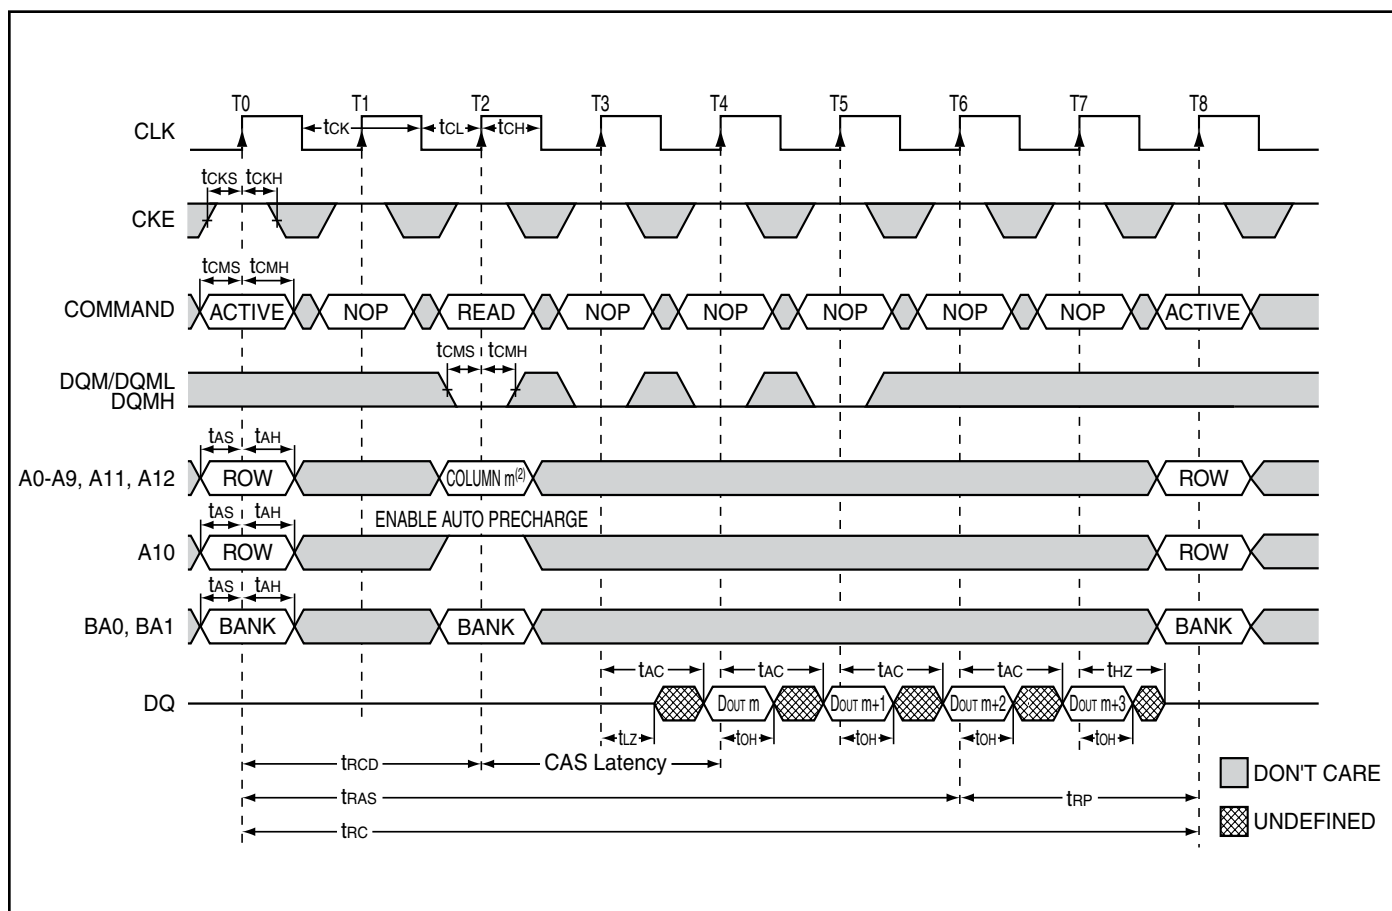 T0 T1 T2 T3 T4 T5 T6 T7 T8
CLK tCK tCL tCH
tCKS tCKH
CKE
tCMS tCMH
COMMAND ACTIVE NOP READ NOP NOP NOP NOP NOP ACTIVE
tCMS tCMH
DQM/DQML
DQMH
tAS tAH
A0-A9, A11, A12 ROW COLUMN m(2) ROW
tAS tAH ENABLE AUTO PRECHARGE
A10 ROW ROW
tAS tAH
BA0, BA1 BANK BANK BANK
tAC tAC tAC tAC tHZ
DQ DOUT m DOUT m+1 DOUT m+2 DOUT m+3
tLZ tOH tOH tOH tOH
tRCD CAS Latency
DON'T CARE
tRAS tRP
UNDEFINED
tRC